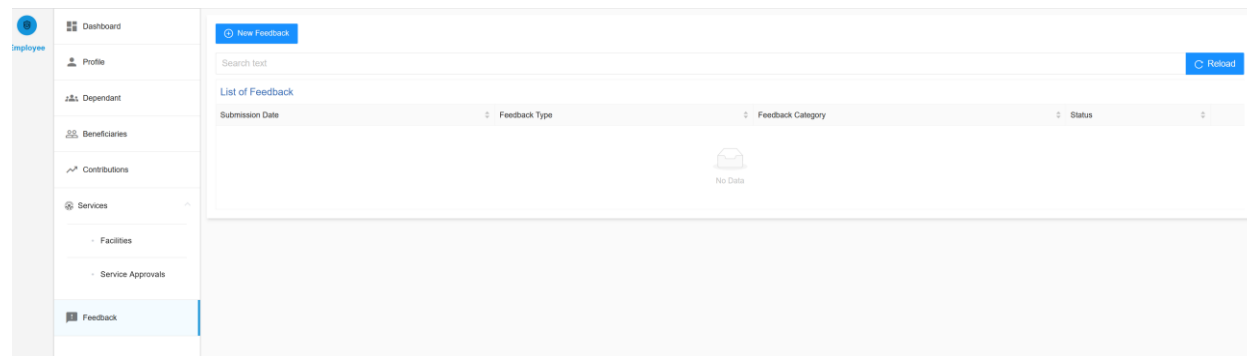 Employee
Dashboard
Profile
Dependant
Beneficiaries
Contributions
Services
- Facilities
- Service Approvals
Feedback
New Feedback
Search text
Reload
List of Feedback
Submission Date Feedback Type Feedback Category Status
No Data